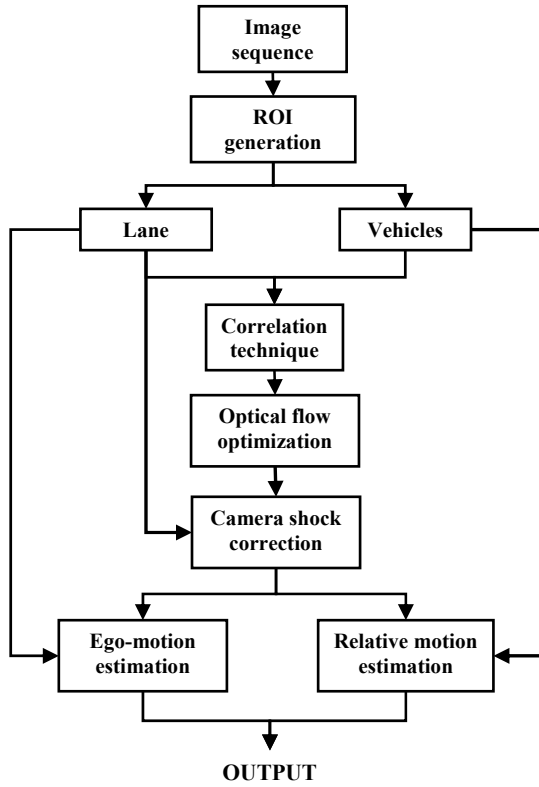 Image
sequence
ROI
generation
Lane
Vehicles
Correlation
technique
Optical flow
optimization
Camera shock
correction
Ego-motion
estimation
Relative motion
estimation
OUTPUT